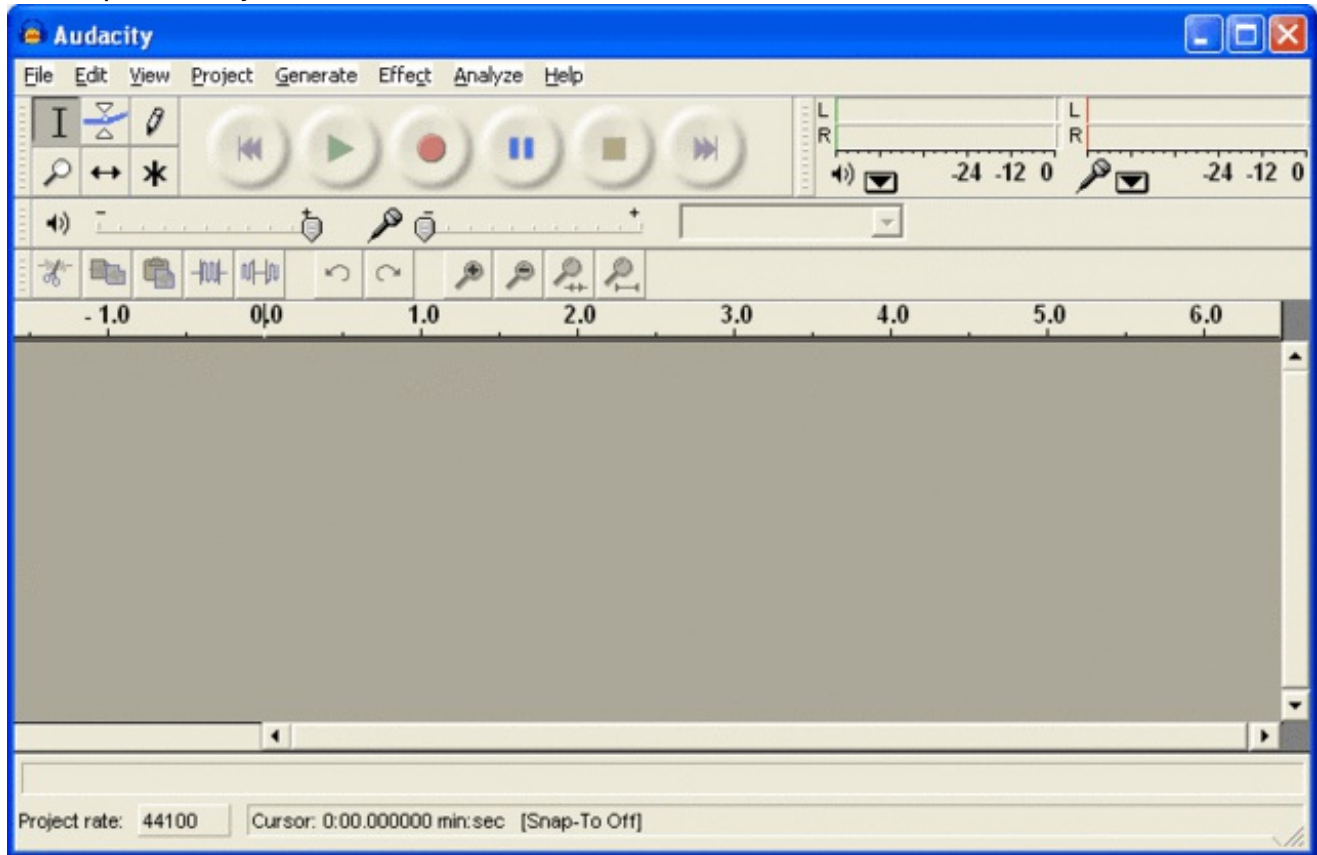 Audacity
File Edit View Project Generate Effect Analyze Help
L L
R R
-24 -12 0 -24 -12 0
- + - +
- 1.0 0,0 1.0 2.0 3.0 4.0 5.0 6.0
Project rate: 44100 Cursor: 0:00.000000 min:sec [Snap-To Off]